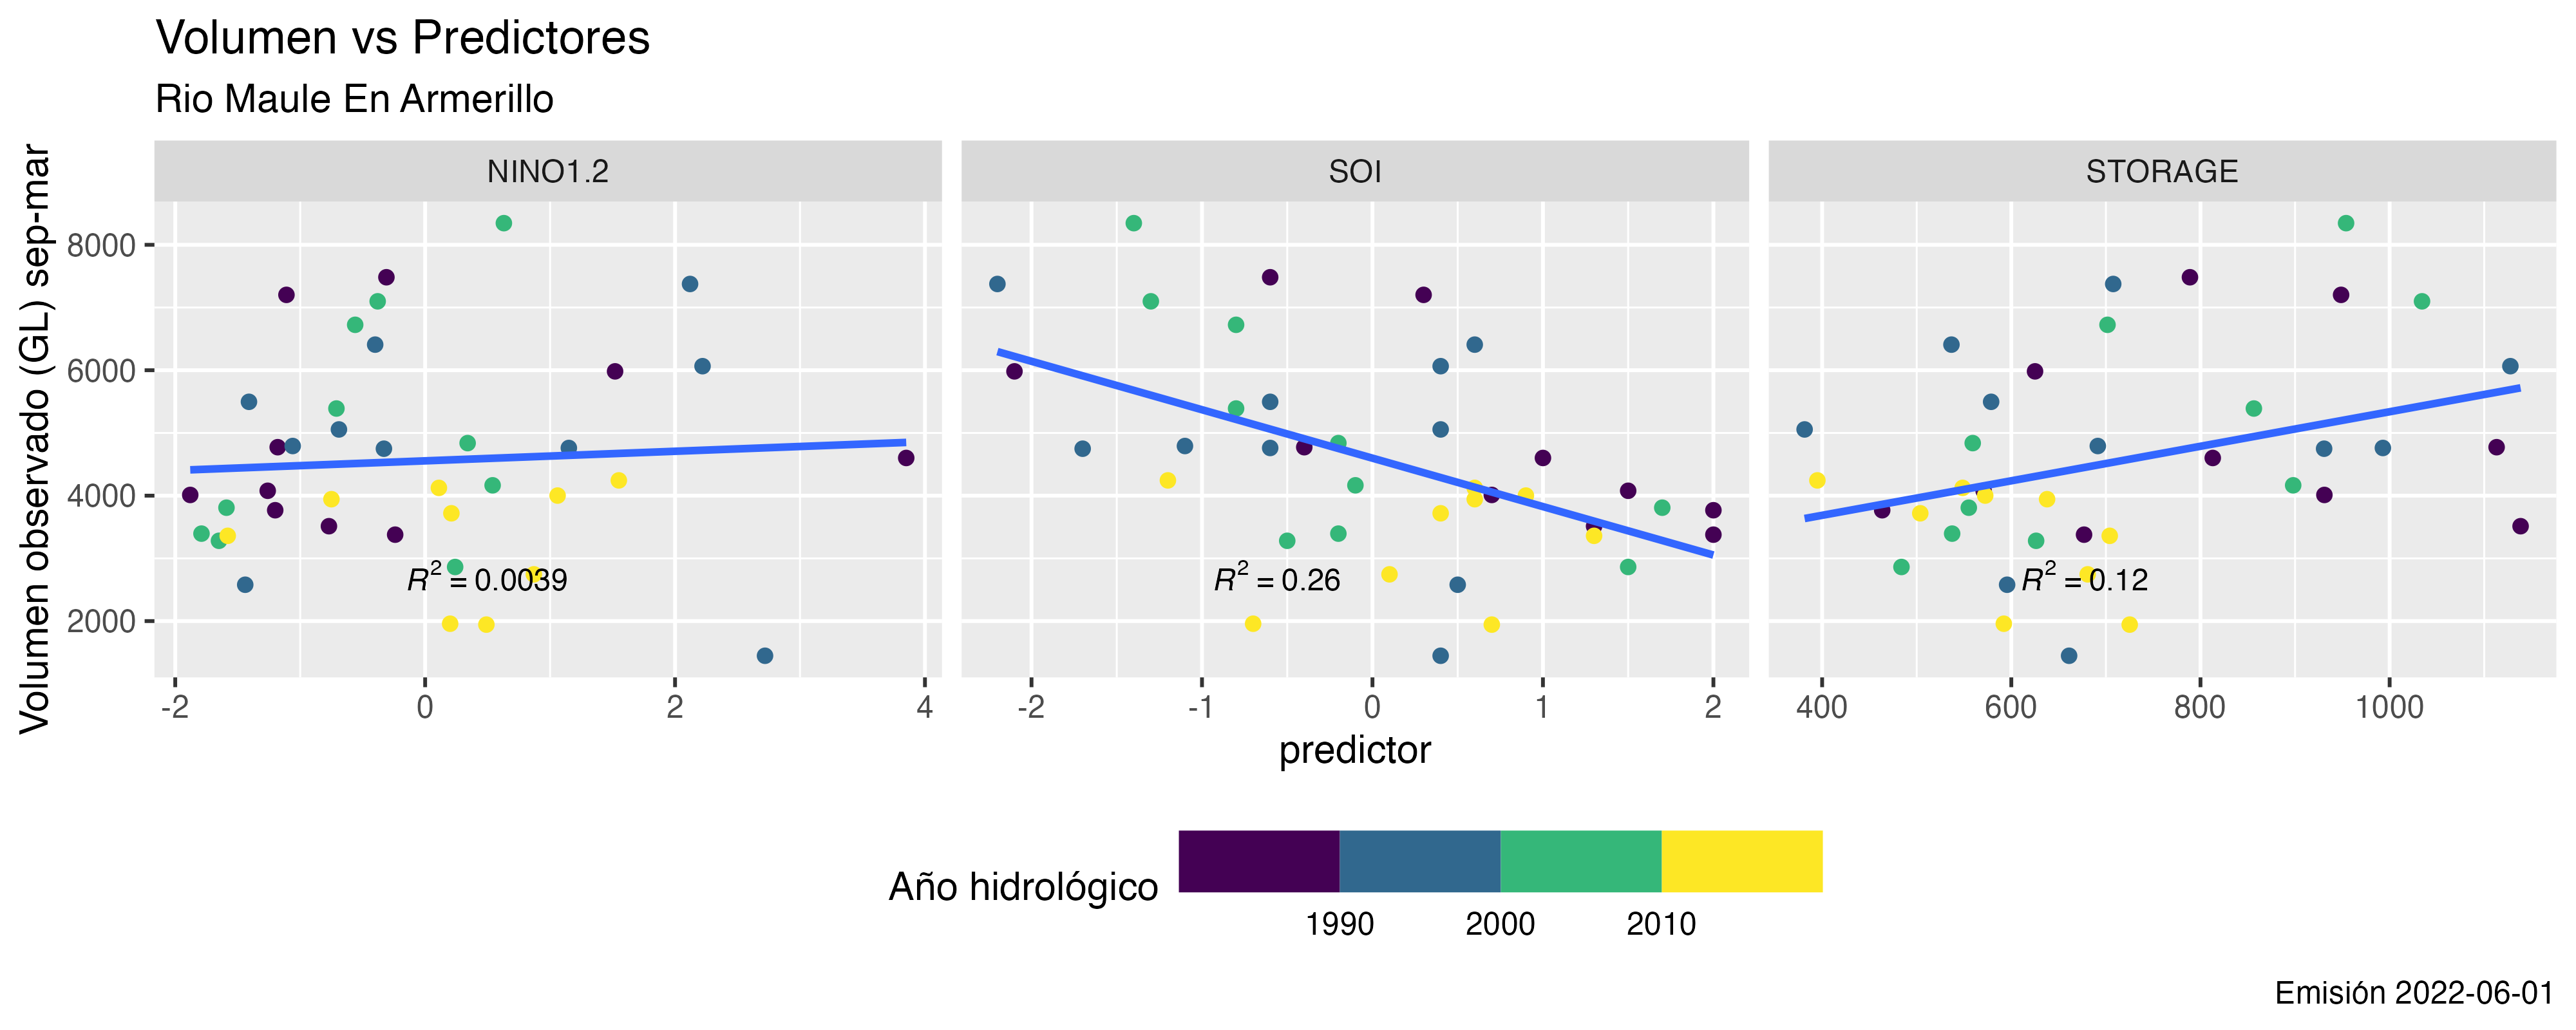 Volumen vs Predictores
Rio Maule En Armerillo
Volumen observado (GL) sep-mar
NINO1.2
SOI
STORAGE
8000
6000
4000
2000
R² = 0.0039
R² = 0.26
R² = 0.12
-2 0 2 4
-2 -1 0 1 2
400 600 800 1000
predictor
Año hidrológico
1990 2000 2010
Emisión 2022-06-01